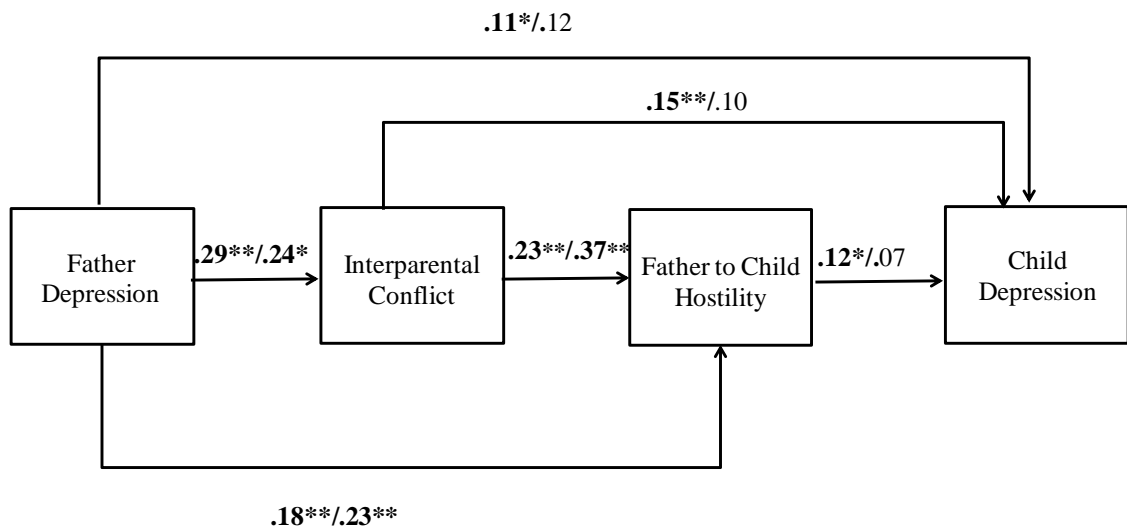 .11*/.12
.15**/.10
Father
Depression
.29**/.24*
Interparental
Conflict
.23**/.37**
Father to Child
Hostility
.12*/.07
Child
Depression
.18**/.23**